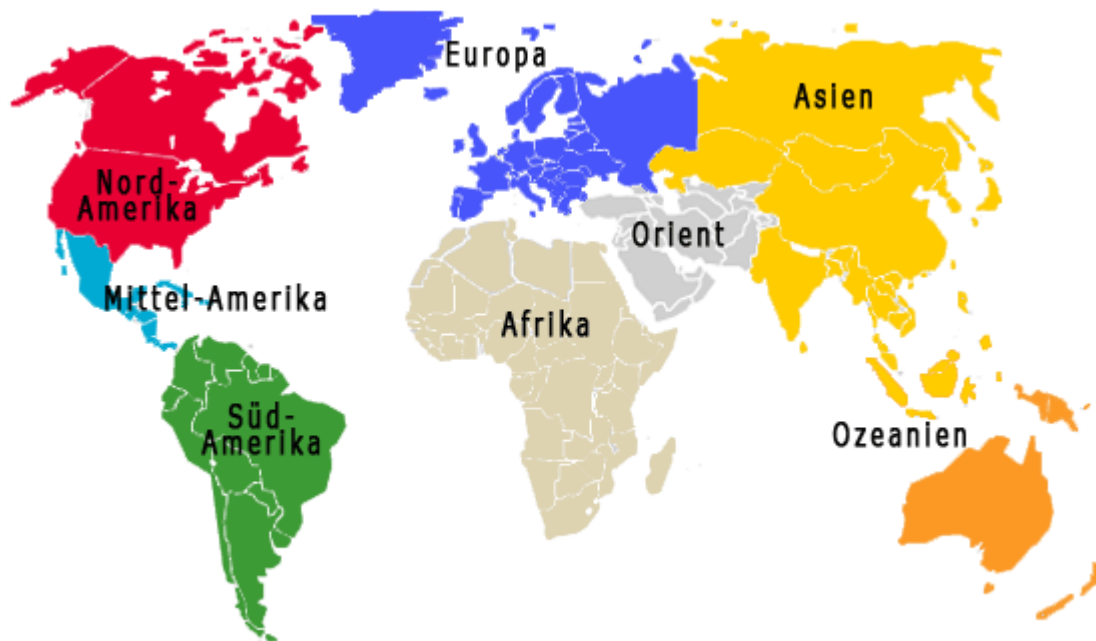 Europa
Asien
Nord-
Amerika
Orient
Mittel-Amerika
Afrika
Süd-
Amerika
Ozeanien